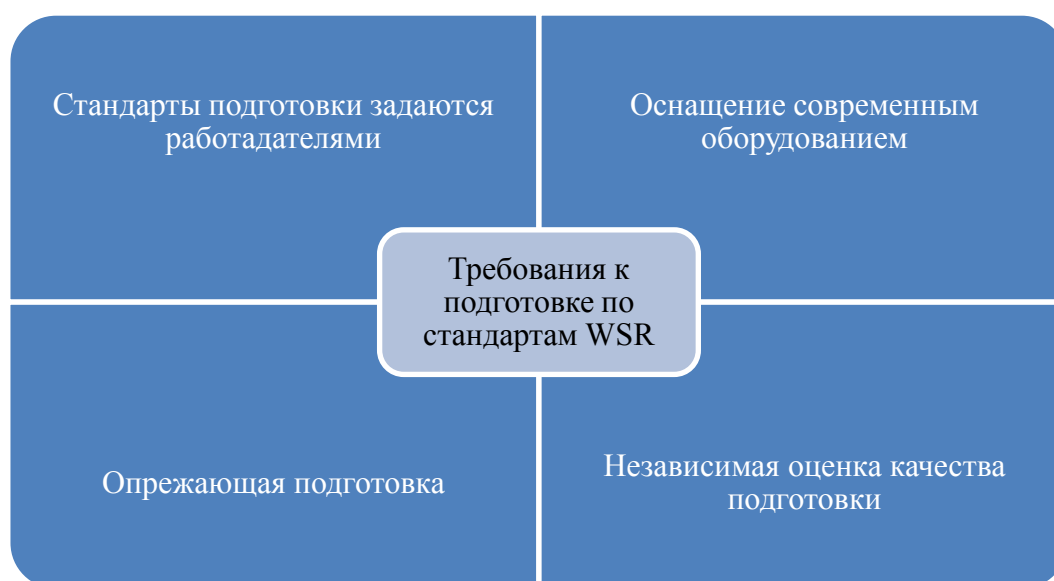 Стандарты подготовки задаются
работадателями
Оснащение современным
оборудованием
Требования к
подготовке по
стандартам WSR
Опрежающая подготовка
Независимая оценка качества
подготовки